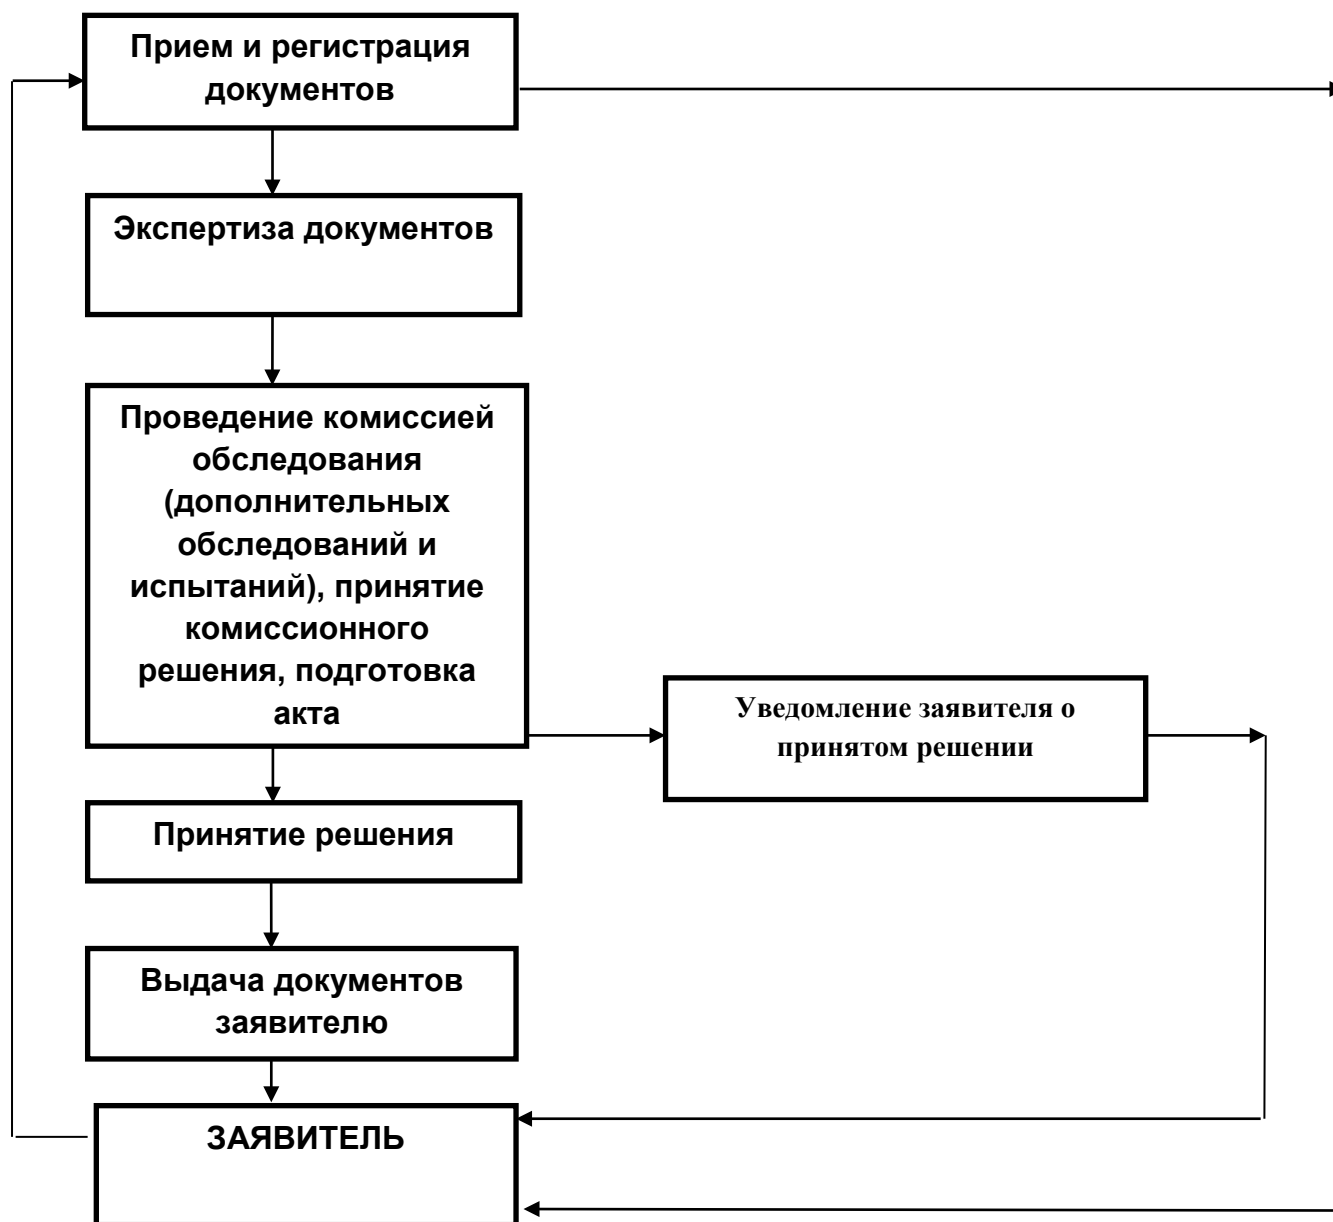 Прием и регистрация
документов
Экспертиза документов
Проведение комиссией
обследования
(дополнительных
обследований и
испытаний), принятие
комиссионного
решения, подготовка
акта
Уведомление заявителя о
принятом решении
Принятие решения
Выдача документов
заявителю
ЗАЯВИТЕЛЬ